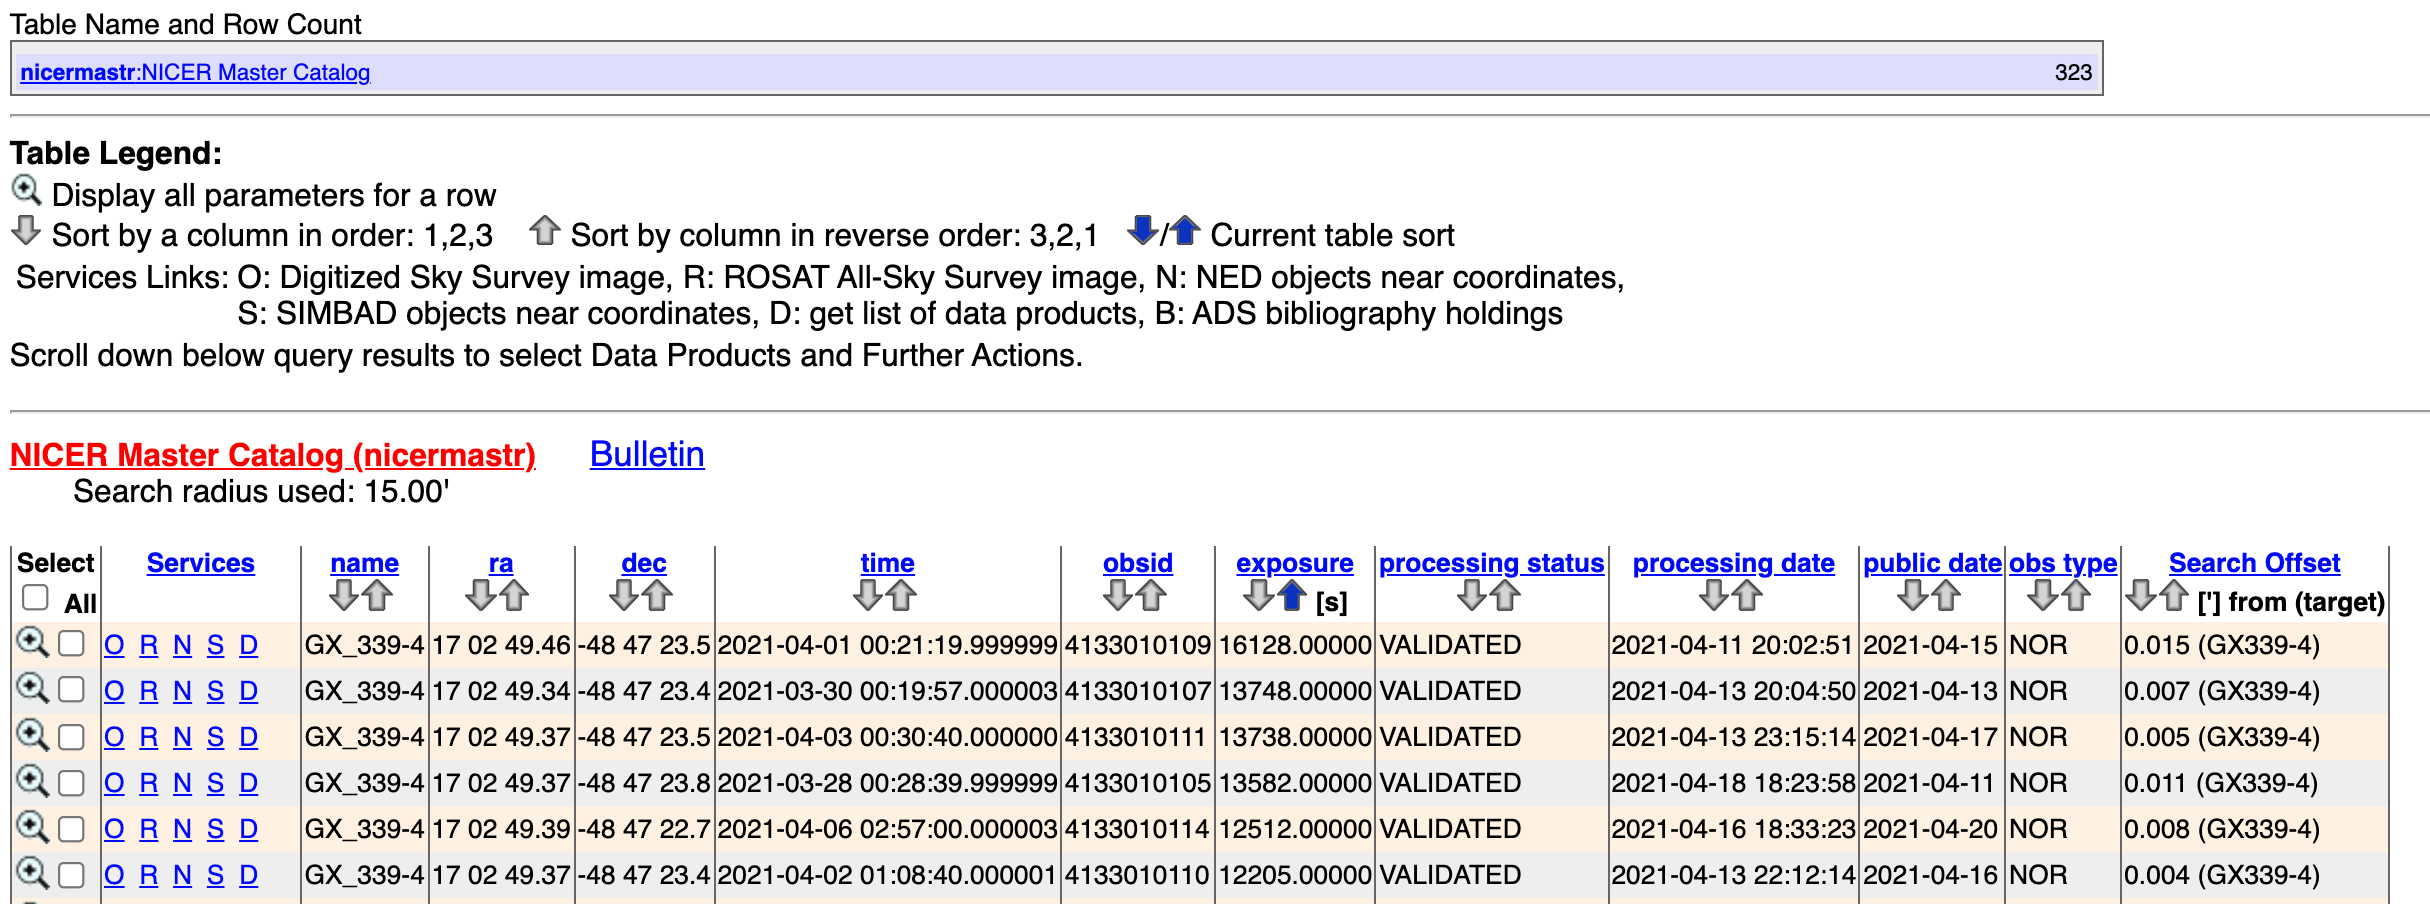 Table Name and Row Count
nicermastr:NICER Master Catalog 323
Table Legend:
Display all parameters for a row
Sort by a column in order: 1,2,3 Sort by column in reverse order: 3,2,1 / Current table sort
Services Links: O: Digitized Sky Survey image, R: ROSAT All-Sky Survey image, N: NED objects near coordinates,
S: SIMBAD objects near coordinates, D: get list of data products, B: ADS bibliography holdings
Scroll down below query results to select Data Products and Further Actions.
NICER Master Catalog (nicermastr) Bulletin
Search radius used: 15.00'
Select Services name ra dec time obsid exposure processing status processing date public date obs type Search Offset
All [s] ['] from (target)
O R N S D GX_339-4 17 02 49.46 -48 47 23.5 2021-04-01 00:21:19.999999 4133010109 16128.00000 VALIDATED 2021-04-11 20:02:51 2021-04-15 NOR 0.015 (GX339-4)
O R N S D GX_339-4 17 02 49.34 -48 47 23.4 2021-03-30 00:19:57.000003 4133010107 13748.00000 VALIDATED 2021-04-13 20:04:50 2021-04-13 NOR 0.007 (GX339-4)
O R N S D GX_339-4 17 02 49.37 -48 47 23.5 2021-04-03 00:30:40.000000 4133010111 13738.00000 VALIDATED 2021-04-13 23:15:14 2021-04-17 NOR 0.005 (GX339-4)
O R N S D GX_339-4 17 02 49.37 -48 47 23.8 2021-03-28 00:28:39.999999 4133010105 13582.00000 VALIDATED 2021-04-18 18:23:58 2021-04-11 NOR 0.011 (GX339-4)
O R N S D GX_339-4 17 02 49.39 -48 47 22.7 2021-04-06 02:57:00.000003 4133010114 12512.00000 VALIDATED 2021-04-16 18:33:23 2021-04-20 NOR 0.008 (GX339-4)
O R N S D GX_339-4 17 02 49.37 -48 47 23.4 2021-04-02 01:08:40.000001 4133010110 12205.00000 VALIDATED 2021-04-13 22:12:14 2021-04-16 NOR 0.004 (GX339-4)